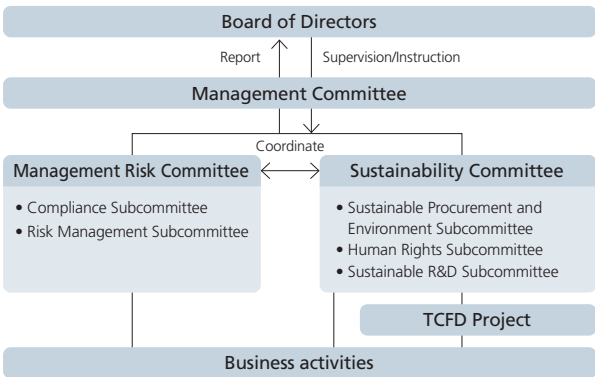 Board of Directors
Report
Supervision/Instruction
Management Committee
Coordinate
Management Risk Committee
• Compliance Subcommittee
• Risk Management Subcommittee
Sustainability Committee
• Sustainable Procurement and
Environment Subcommittee
• Human Rights Subcommittee
• Sustainable R&D Subcommittee
TCFD Project
Business activities